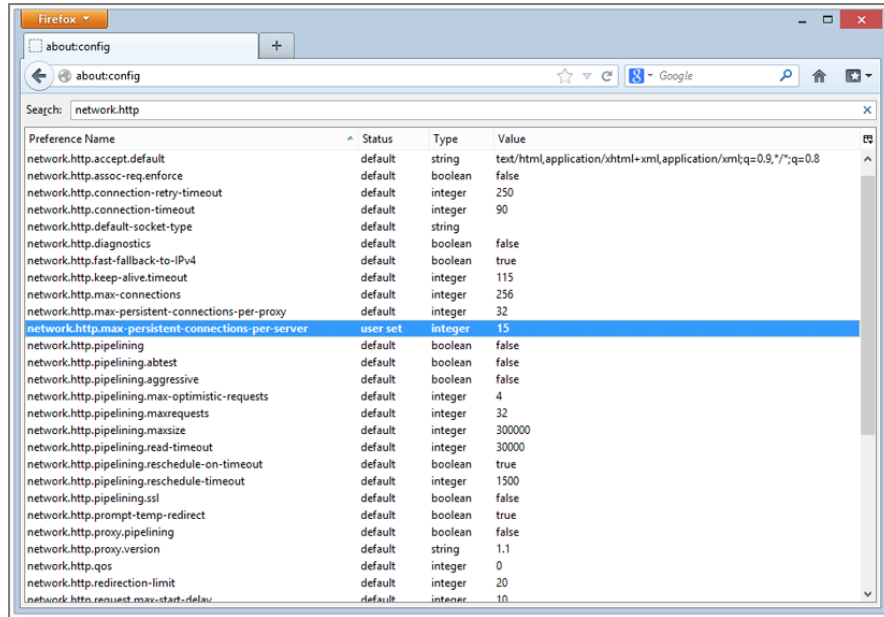 Firefox
about:config
about:config Google
Search: network.http
Preference Name Status Type Value
network.http.accept.default default string text/html,application/xhtml+xml,application/xml;q=0.9,*/*;q=0.8
network.http.assoc-req.enforce default boolean false
network.http.connection-retry-timeout default integer 250
network.http.connection-timeout default integer 90
network.http.default-socket-type default string
network.http.diagnostics default boolean false
network.http.fast-fallback-to-IPv4 default boolean true
network.http.keep-alive.timeout default integer 115
network.http.max-connections default integer 256
network.http.max-persistent-connections-per-proxy default integer 32
network.http.max-persistent-connections-per-server user set integer 15
network.http.pipelining default boolean false
network.http.pipelining.abtest default boolean false
network.http.pipelining.aggressive default boolean false
network.http.pipelining.max-optimistic-requests default integer 4
network.http.pipelining.maxrequests default integer 32
network.http.pipelining.maxsize default integer 300000
network.http.pipelining.read-timeout default integer 30000
network.http.pipelining.reschedule-on-timeout default boolean true
network.http.pipelining.reschedule-timeout default integer 1500
network.http.pipelining.ssl default boolean false
network.http.prompt-temp-redirect default boolean true
network.http.proxy.pipelining default boolean false
network.http.proxy.version default string 1.1
network.http.qos default integer 0
network.http.redirection-limit default integer 20
network.http.request.max-start-delay default integer 10